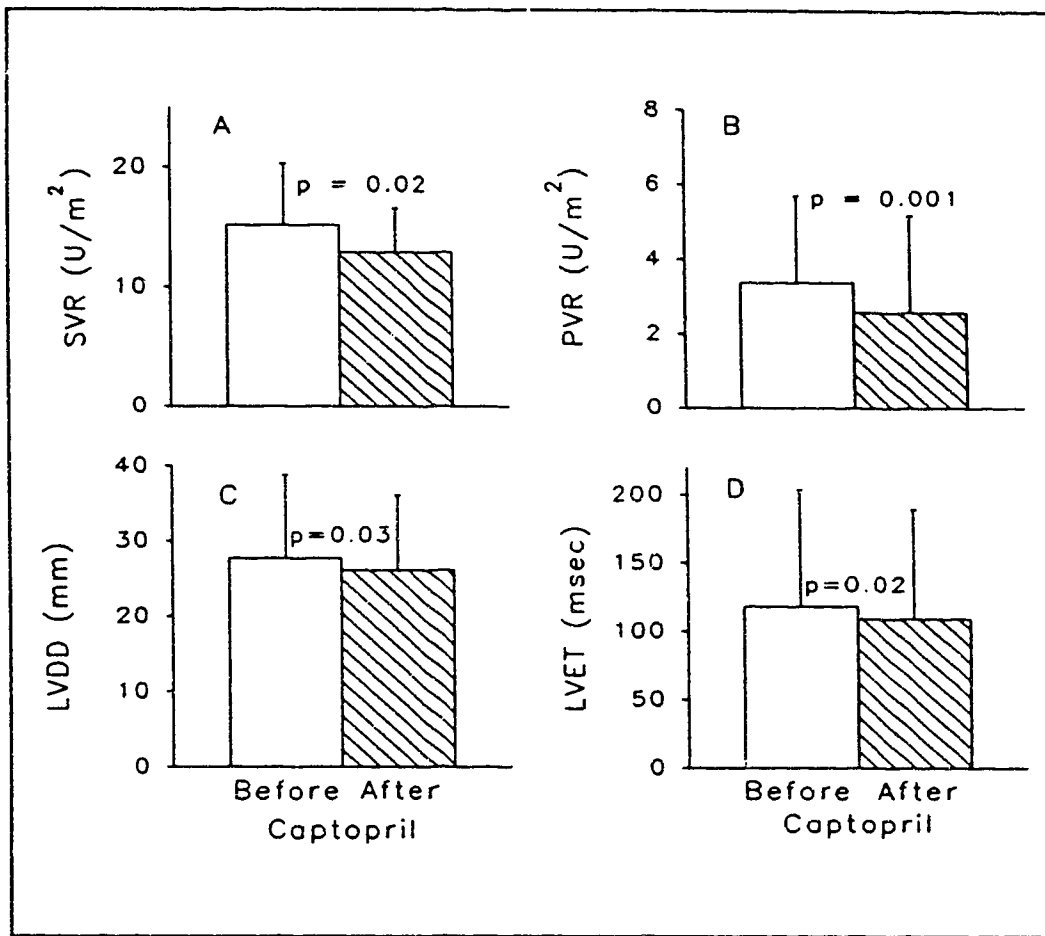 A
SVR (U/m²)
20
10
0
p = 0.02
B
PVR (U/m²)
8
6
4
2
0
p = 0.001
C
LVDD (mm)
40
30
20
10
0
p=0.03
Before After
Captopril
D
LVET (msec)
200
150
100
50
0
p=0.02
Before After
Captopril